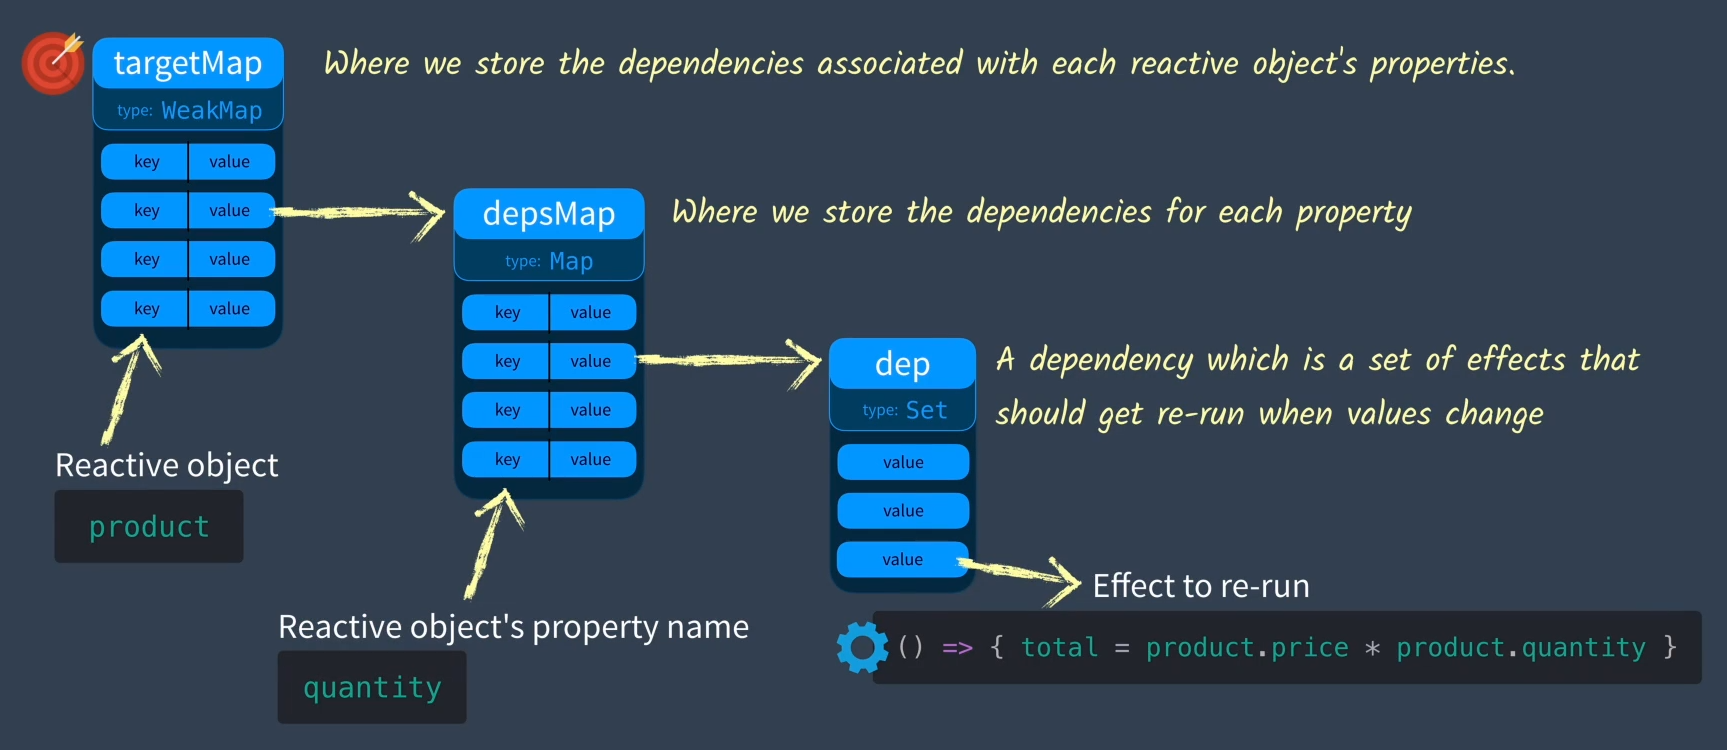 targetMap
Where we store the dependencies associated with each reactive object's properties.
type: WeakMap
key value
key value
key value
key value
depsMap
Where we store the dependencies for each property
type: Map
key value
key value
key value
key value
dep
A dependency which is a set of effects that
should get re-run when values change
type: Set
value
value
value
Reactive object
product
Reactive object's property name
quantity
Effect to re-run
() => { total = product.price * product.quantity }